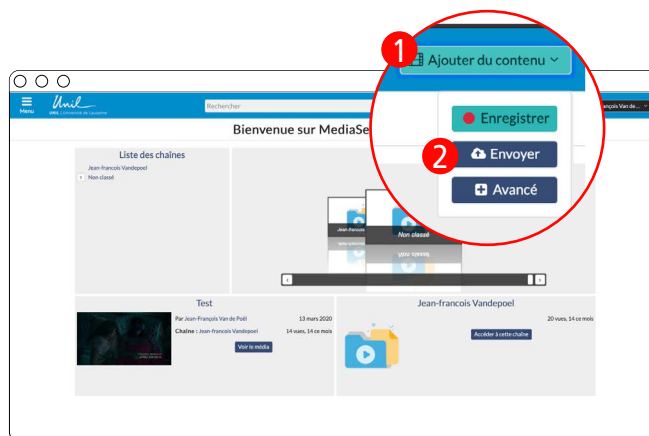 1
Ajouter du contenu
Enregistrer
2
Envoyer
Avancé
Menu
Unil
UNIL | Université de Lausanne
Rechercher
ançois Van de...
Bienvenue sur MediaSe
Liste des chaînes
Jean-francois Vandepoel
Non classé
Jean-francois
Non classé
Non classé
Test
Par Jean-François Van de Poël
13 mars 2020
Chaîne : Jean-francois Vandepoel
14 vues, 14 ce mois
Voir le média
Jean-francois Vandepoel
20 vues, 14 ce mois
Accéder à cette chaîne